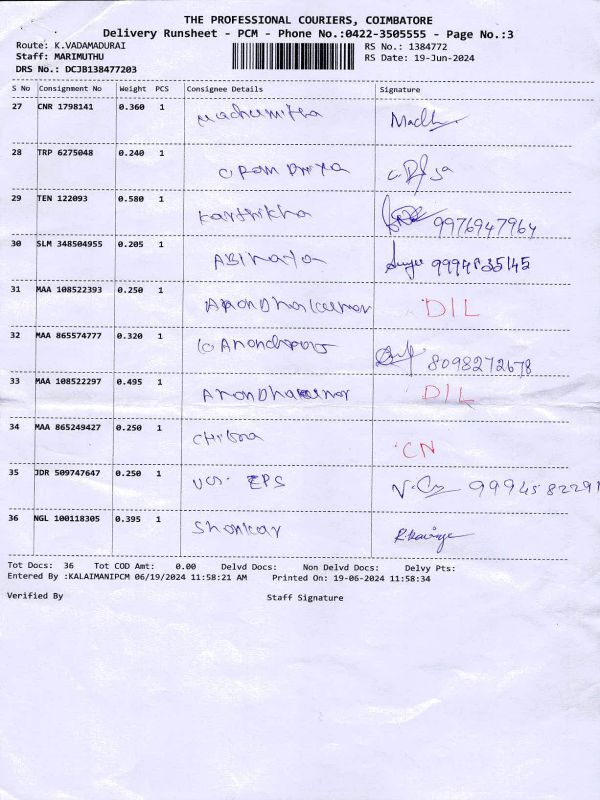 THE PROFESSIONAL COURIERS, COIMBATORE
Delivery Runsheet - PCM - Phone No.:0422-3505555 - Page No.:3
Route: K.VADAMADURAI RS No.: 1384772
Staff: MARIMUTHU RS Date: 19-Jun-2024
DRS No.: DCJB138477203
S No Consignment No Weight PCS Consignee Details Signature
27 CNR 1798141 0.360 1 Madhumitha Madh
28 TRP 6275048 0.240 1
29 TEN 122093 0.580 1 Karthikha 9976947964
30 SLM 348504955 0.205 1 ABINAYA
31 MAA 108522393 0.250 1 ANANDHAKUMAR D/L
32 MAA 865574777 0.320 1 8098272678
33 MAA 108522297 0.495 1 ANANDHAKUMAR D/L
34 MAA 865249427 0.250 1 CHITRA CN
35 JDR 509747647 0.250 1 EPS 9994582291
36 NGL 100118305 0.395 1 Shankar
Tot Docs: 36 Tot COD Amt: 0.00 Delvd Docs: Non Delvd Docs: Delvy Pts:
Entered By :KALAIMANIPCM 06/19/2024 11:58:21 AM Printed On: 19-06-2024 11:58:34
Verified By Staff Signature